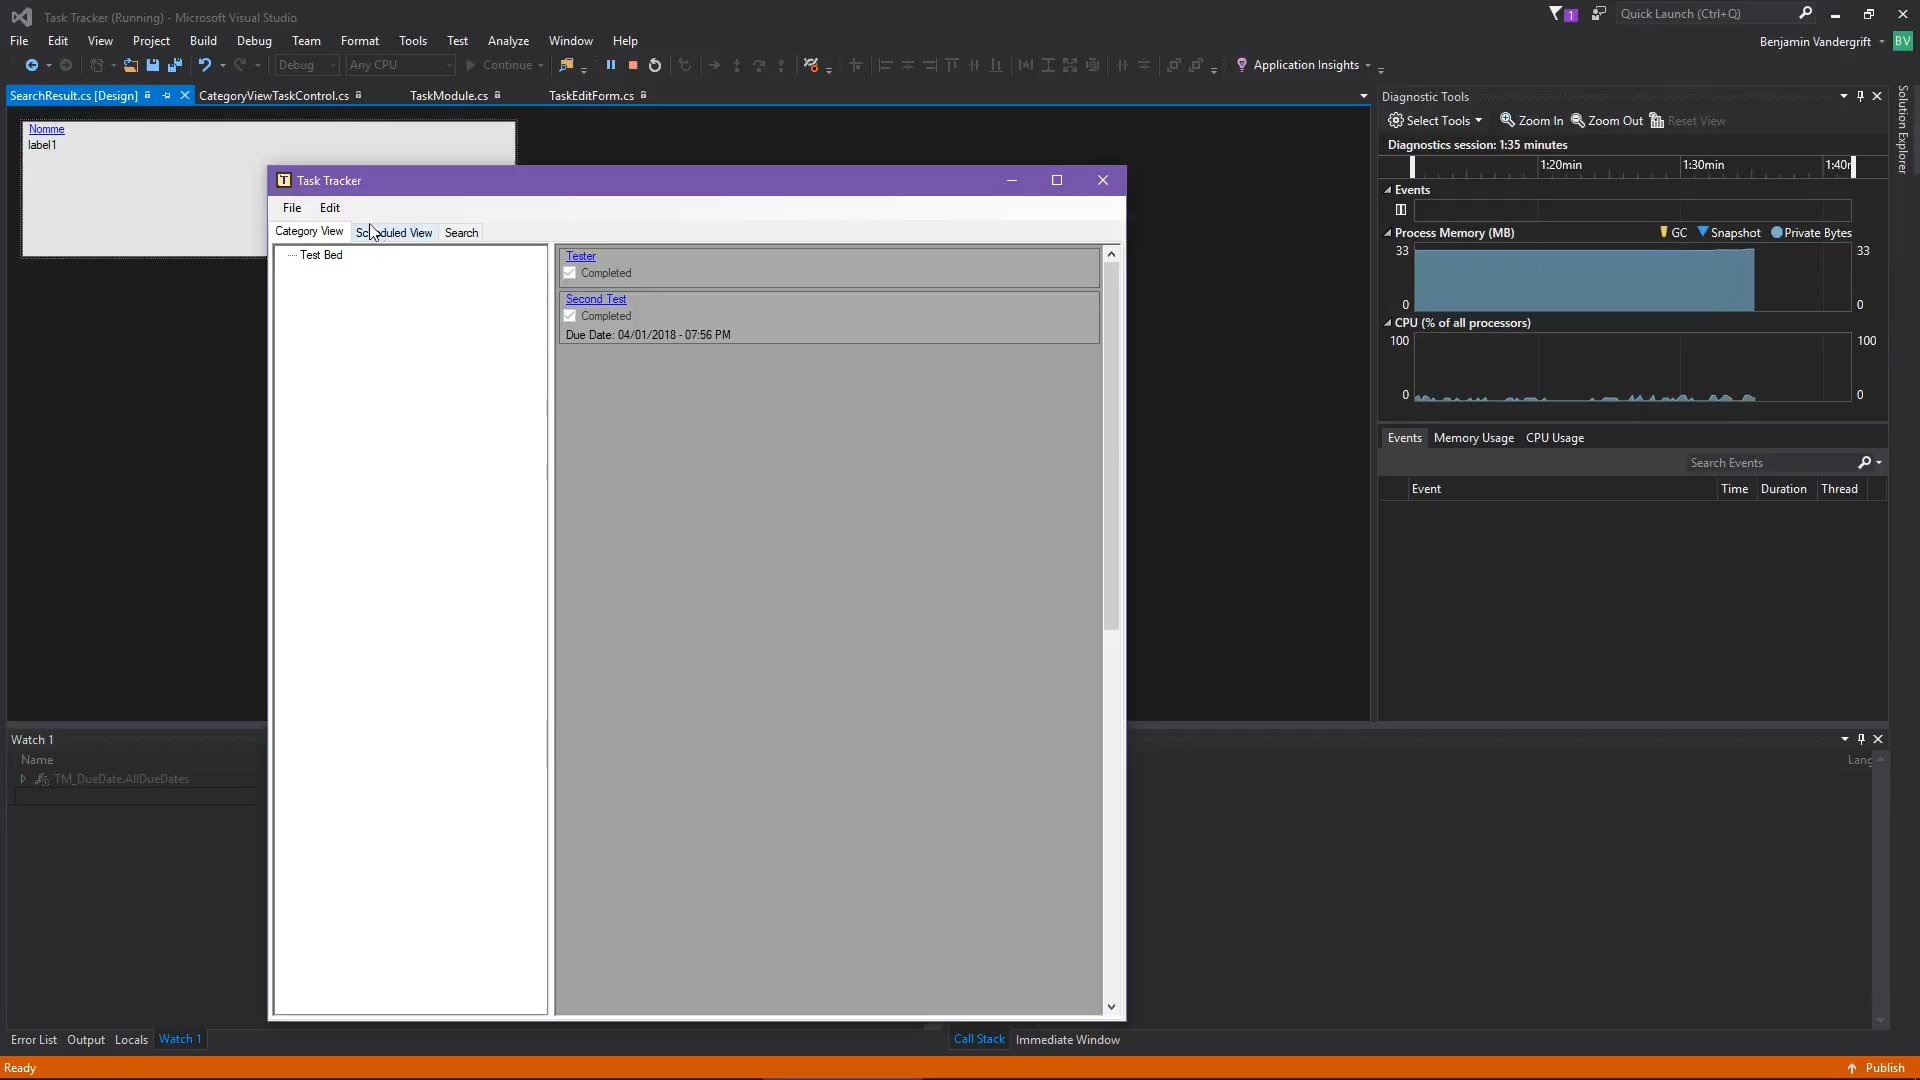 Task Tracker (Running) - Microsoft Visual Studio
1
Quick Launch (Ctrl+Q)
File Edit View Project Build Debug Team Format Tools Test Analyze Window Help
Benjamin Vandergrift BV
Debug Any CPU Continue Application Insights
SearchResult.cs [Design] CategoryViewTaskControl.cs TaskModule.cs TaskEditForm.cs
Diagnostic Tools
Solution Explorer
Nomme
label1
Select Tools Zoom In Zoom Out Reset View
Diagnostics session: 1:35 minutes
1:20min 1:30min
Events
Process Memory (MB) GC Snapshot Private Bytes
33 33
0 0
CPU (% of all processors)
100 100
0 0
Events Memory Usage CPU Usage
Search Events
Event Time Duration Thread
Task Tracker
File Edit
Category View Scheduled View Search
Test Bed
Tester
Completed
Second Test
Completed
Due Date: 04/01/2018 - 07:56 PM
Watch 1
Name
TM_DueDate.AllDueDates
Error List Output Locals Watch 1
Call Stack Immediate Window
Ready
Publish